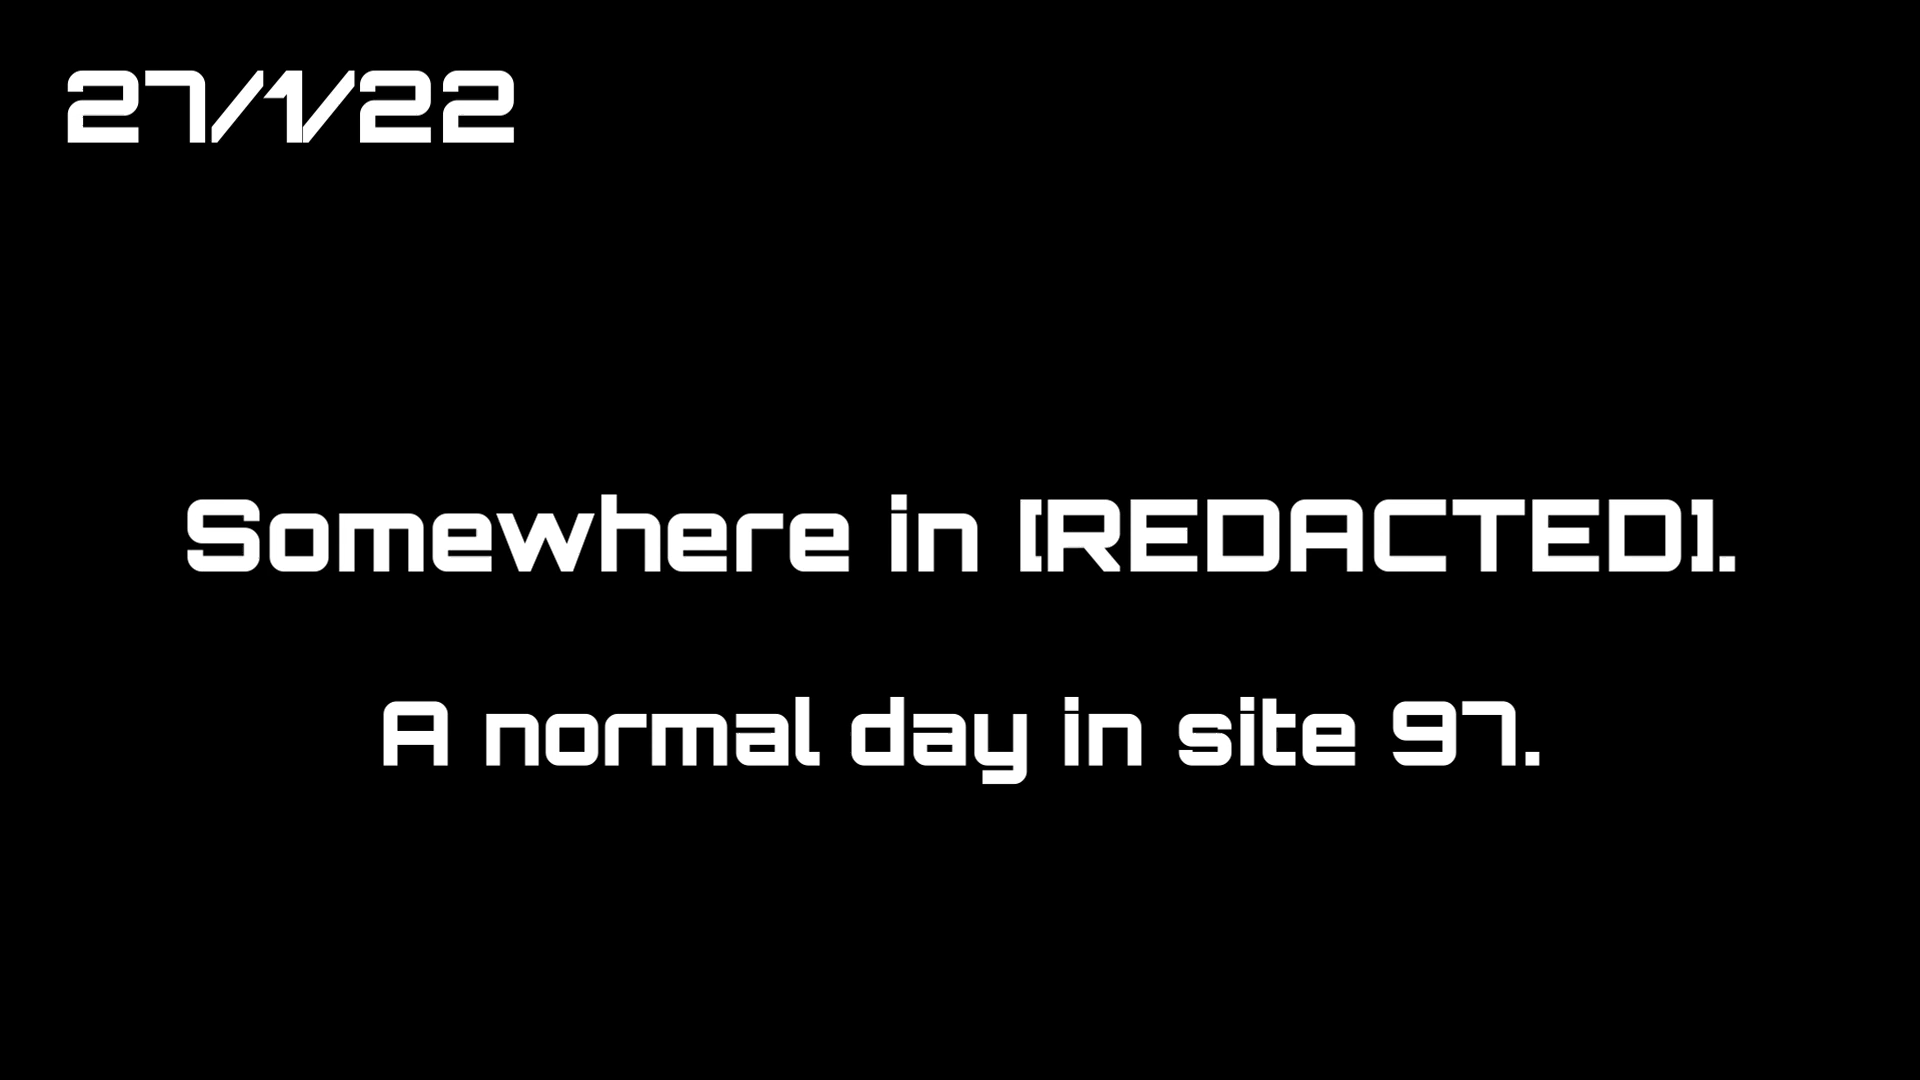 27/1/22
Somewhere in [REDACTED].
A normal day in site 97.